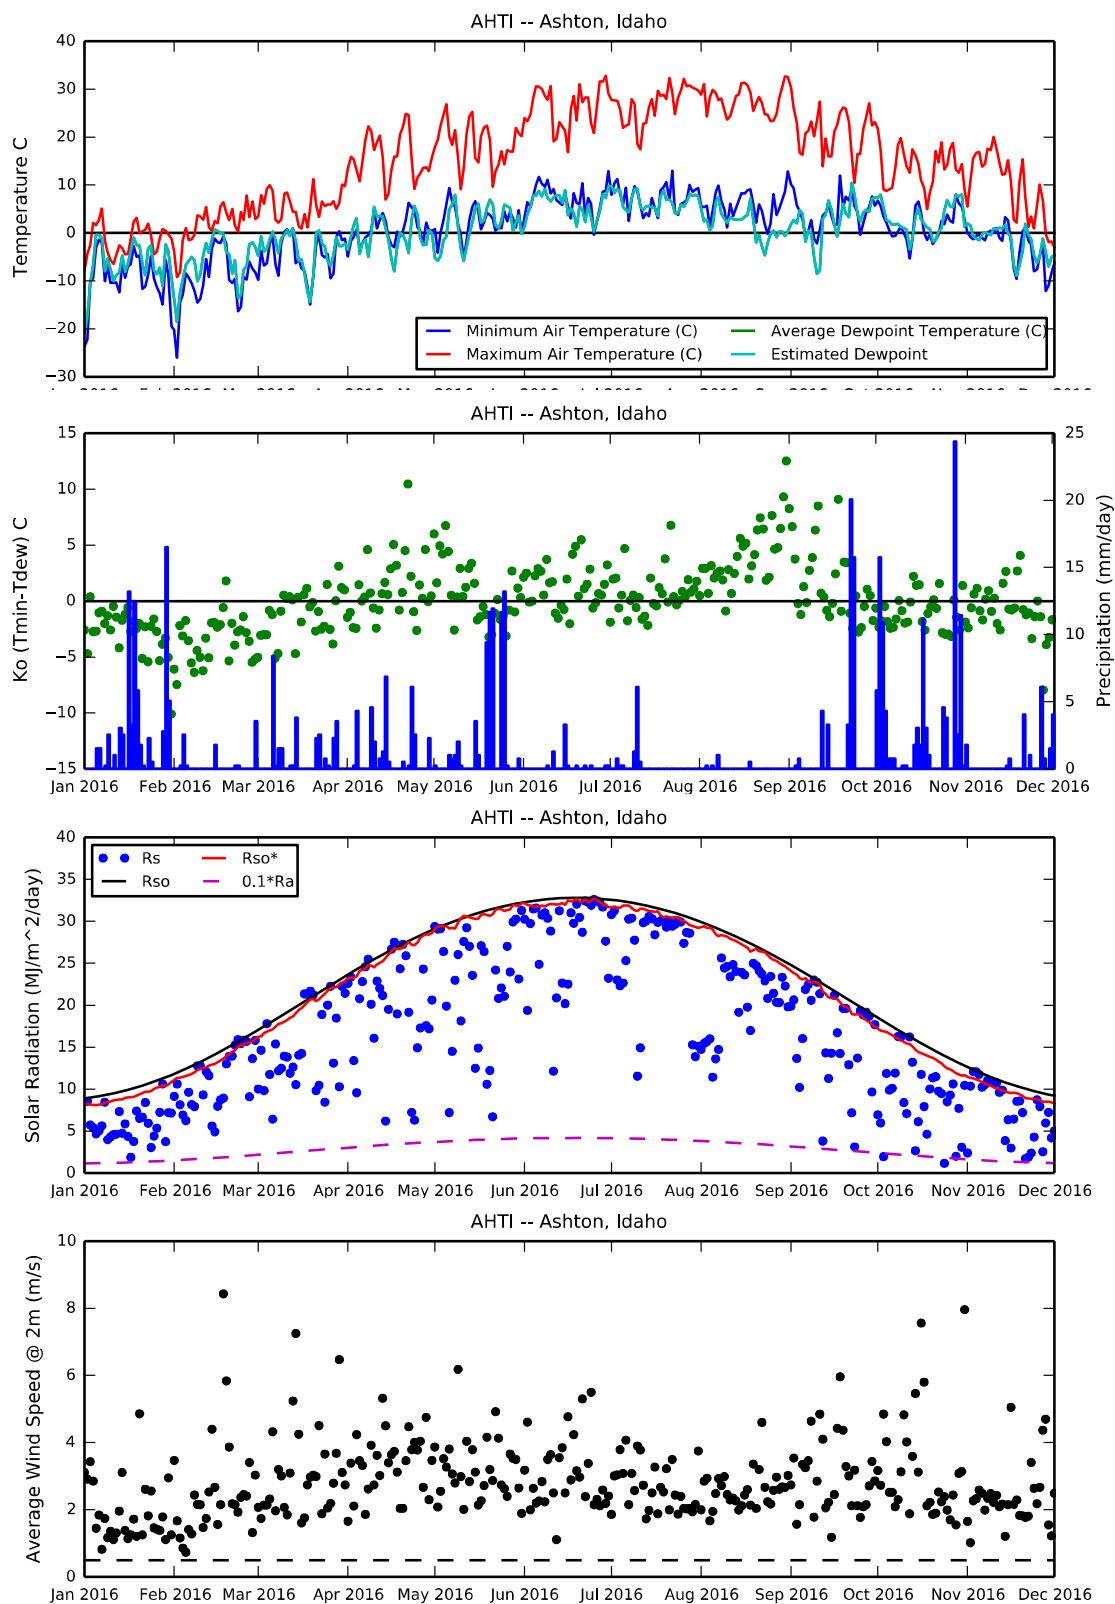 AHTI -- Ashton, Idaho
40
30
20
10
0
−10
−20
−30
Temperature C
Minimum Air Temperature (C)
Maximum Air Temperature (C)
Average Dewpoint Temperature (C)
Estimated Dewpoint
AHTI -- Ashton, Idaho
15
10
5
0
−5
−10
−15
Ko (Tmin-Tdew) C
25
20
15
10
5
0
Precipitation (mm/day)
Jan 2016 Feb 2016 Mar 2016 Apr 2016 May 2016 Jun 2016 Jul 2016 Aug 2016 Sep 2016 Oct 2016 Nov 2016 Dec 2016
AHTI -- Ashton, Idaho
40
35
30
25
20
15
10
5
0
Solar Radiation (MJ/m^2/day)
Rs
Rso
Rso*
0.1*Ra
Jan 2016 Feb 2016 Mar 2016 Apr 2016 May 2016 Jun 2016 Jul 2016 Aug 2016 Sep 2016 Oct 2016 Nov 2016 Dec 2016
AHTI -- Ashton, Idaho
10
8
6
4
2
0
Average Wind Speed @ 2m (m/s)
Jan 2016 Feb 2016 Mar 2016 Apr 2016 May 2016 Jun 2016 Jul 2016 Aug 2016 Sep 2016 Oct 2016 Nov 2016 Dec 2016